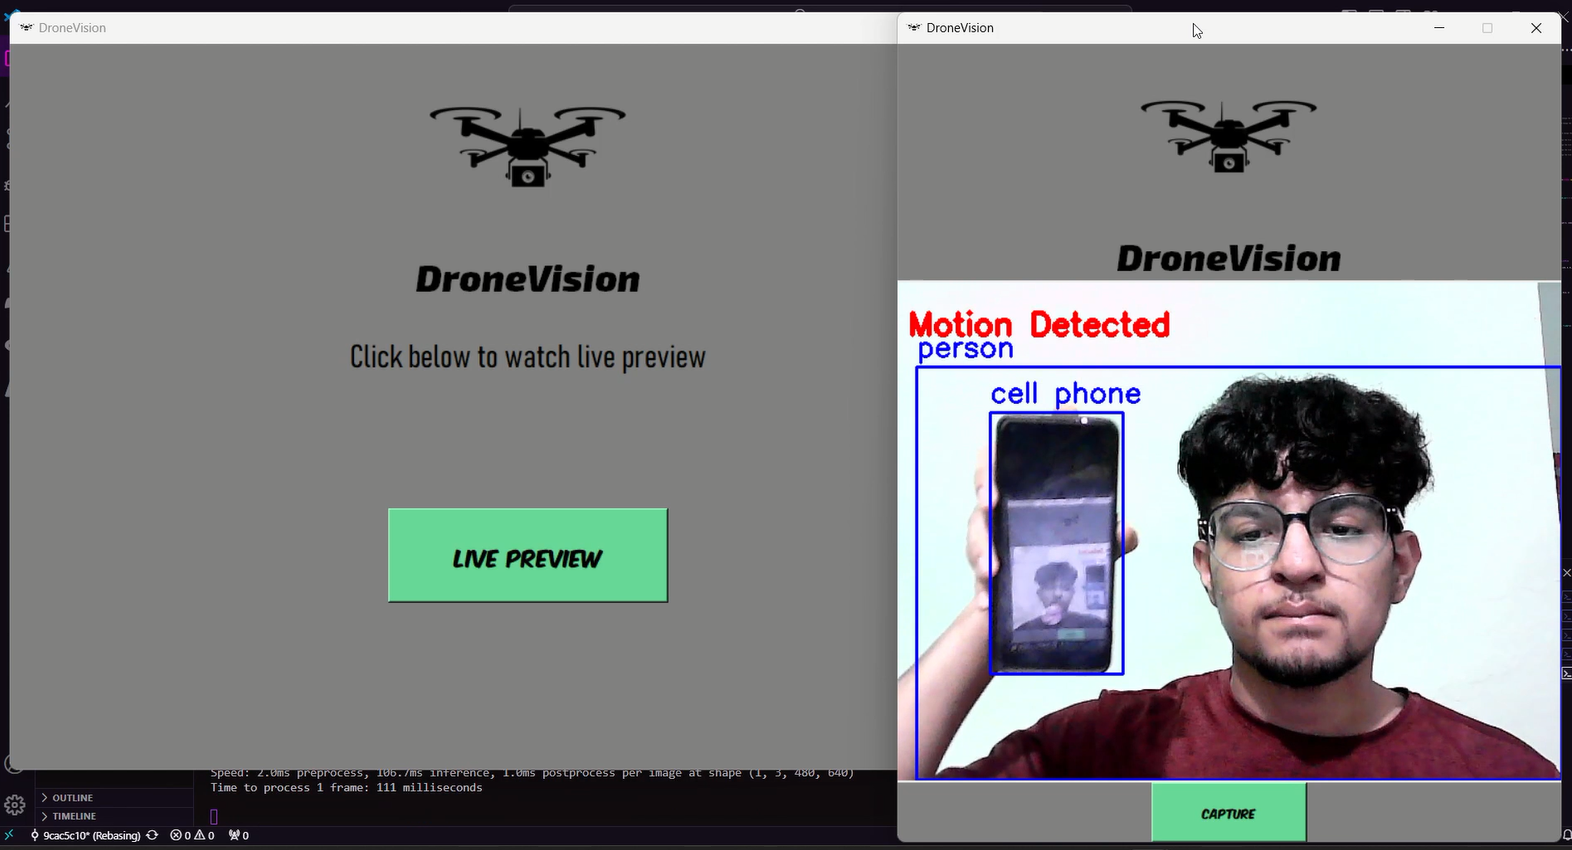 DroneVision
DroneVision
Click below to watch live preview
LIVE PREVIEW
DroneVision
DroneVision
Motion Detected
person
cell phone
CAPTURE
Speed: 2.0ms preprocess, 106.7ms inference, 1.0ms postprocess per image at shape (1, 3, 480, 640)
Time to process 1 frame: 111 milliseconds
OUTLINE
TIMELINE
9cac5c10* (Rebasing) 0 0 0